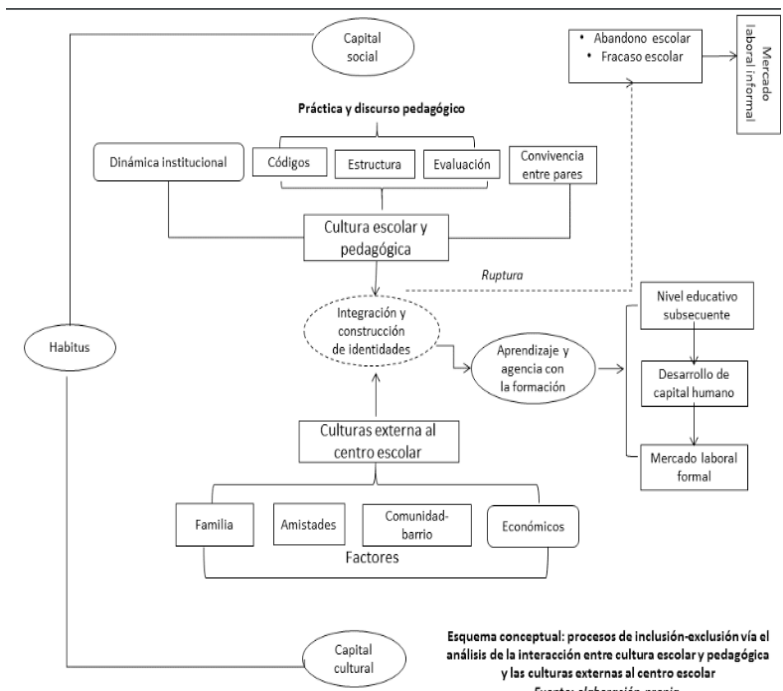 Capital
social
• Abandono escolar
• Fracaso escolar
Mercado
laboral informal
Práctica y discurso pedagógico
Dinámica institucional
Códigos
Estructura
Evaluación
Convivencia
entre pares
Cultura escolar y
pedagógica
Ruptura
Integración y
construcción
de identidades
Habitus
Aprendizaje y
agencia con
la formación
Nivel educativo
subsecuente
Desarrollo de
capital humano
Mercado laboral
formal
Culturas externa al
centro escolar
Familia
Amistades
Comunidad-
barrio
Económicos
Factores
Capital
cultural
Esquema conceptual: procesos de inclusión-exclusión vía el
análisis de la interacción entre cultura escolar y pedagógica
y las culturas externas al centro escolar
Fuente: elaboración propia